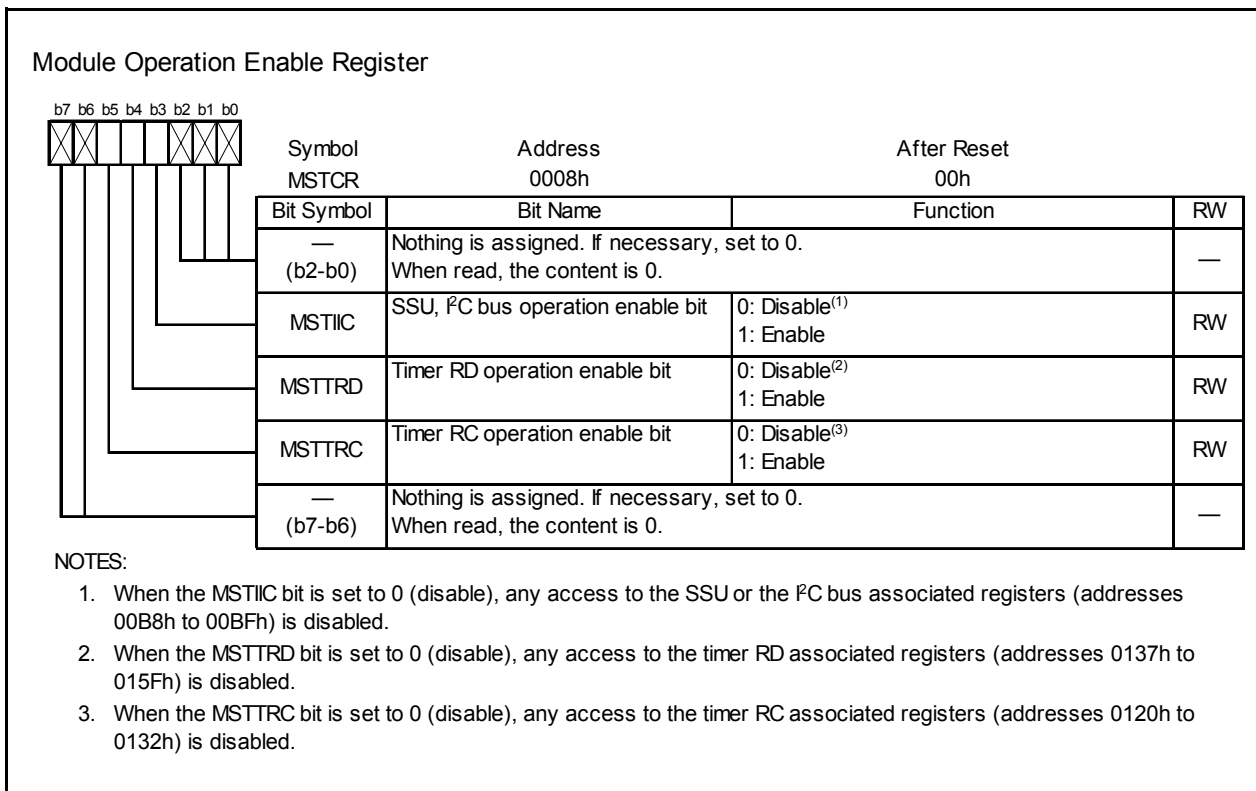 Module Operation Enable Register
b7 b6 b5 b4 b3 b2 b1 b0
Symbol Address After Reset
MSTCR 0008h 00h
Bit Symbol Bit Name Function RW
— (b2-b0) Nothing is assigned. If necessary, set to 0. —
When read, the content is 0.
MSTIIC SSU, I²C bus operation enable bit 0: Disable(1) RW
1: Enable
MSTTRD Timer RD operation enable bit 0: Disable(2) RW
1: Enable
MSTTRC Timer RC operation enable bit 0: Disable(3) RW
1: Enable
— (b7-b6) Nothing is assigned. If necessary, set to 0. —
When read, the content is 0.
NOTES:
1. When the MSTIIC bit is set to 0 (disable), any access to the SSU or the I²C bus associated registers (addresses
00B8h to 00BFh) is disabled.
2. When the MSTTRD bit is set to 0 (disable), any access to the timer RD associated registers (addresses 0137h to
015Fh) is disabled.
3. When the MSTTRC bit is set to 0 (disable), any access to the timer RC associated registers (addresses 0120h to
0132h) is disabled.